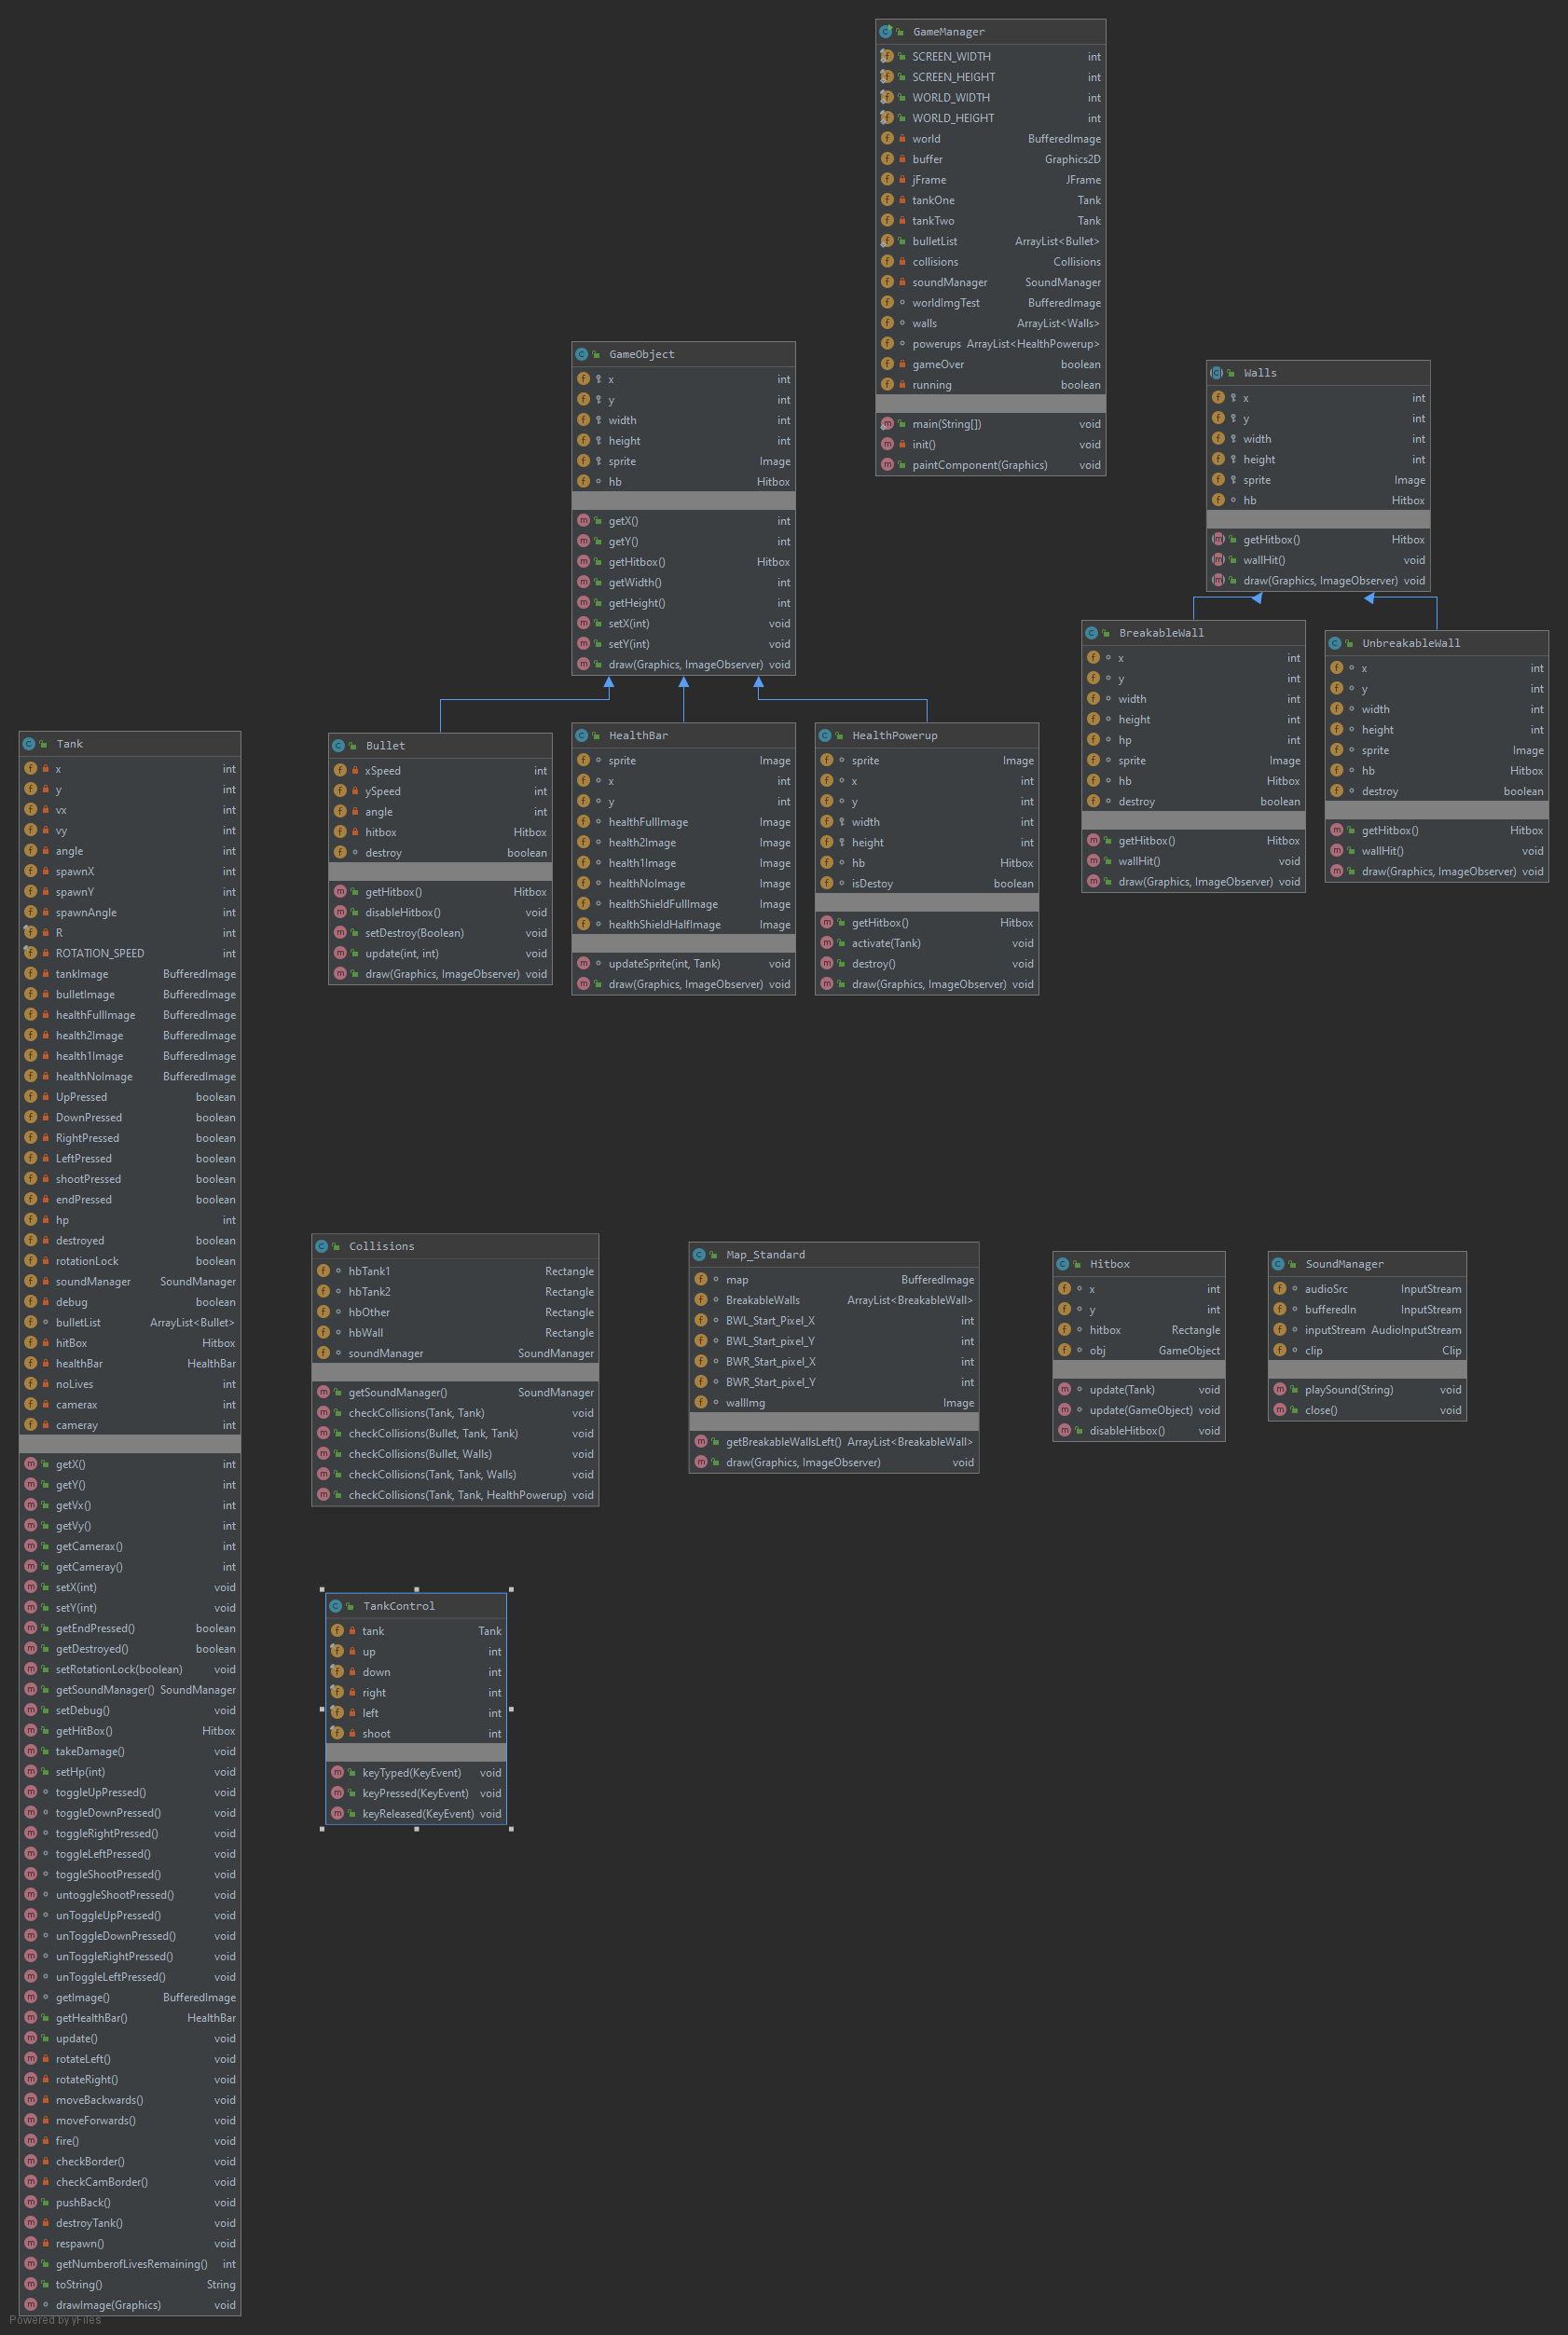 GameManager
SCREEN_WIDTH int
SCREEN_HEIGHT int
WORLD_WIDTH int
WORLD_HEIGHT int
world BufferedImage
buffer Graphics2D
jFrame JFrame
tankOne Tank
tankTwo Tank
bulletList ArrayList<Bullet>
collisions Collisions
soundManager SoundManager
worldImgTest BufferedImage
walls ArrayList<Walls>
powerups ArrayList<HealthPowerup>
gameOver boolean
running boolean
main(String[]) void
init() void
paintComponent(Graphics) void
GameObject
x int
y int
width int
height int
sprite Image
hb Hitbox
getX() int
getY() int
getHitbox() Hitbox
getWidth() int
getHeight() int
setX(int) void
setY(int) void
draw(Graphics, ImageObserver) void
Walls
x int
y int
width int
height int
sprite Image
hb Hitbox
getHitbox() Hitbox
wallHit() void
draw(Graphics, ImageObserver) void
BreakableWall
x int
y int
width int
height int
hp int
sprite Image
hb Hitbox
destroy boolean
getHitbox() Hitbox
wallHit() void
draw(Graphics, ImageObserver) void
UnbreakableWall
x int
y int
width int
height int
sprite Image
hb Hitbox
destroy boolean
getHitbox() Hitbox
wallHit() void
draw(Graphics, ImageObserver) void
Tank
x int
y int
vx int
vy int
angle int
spawnX int
spawnY int
spawnAngle int
R int
ROTATION_SPEED int
tankImage BufferedImage
bulletImage BufferedImage
healthFullImage BufferedImage
health2Image BufferedImage
health1Image BufferedImage
healthNoImage BufferedImage
UpPressed boolean
DownPressed boolean
RightPressed boolean
LeftPressed boolean
shootPressed boolean
endPressed boolean
hp int
destroyed boolean
rotationLock boolean
soundManager SoundManager
debug boolean
bulletList ArrayList<Bullet>
hitBox Hitbox
healthBar HealthBar
noLives int
camerax int
cameray int
getX() int
getY() int
getVx() int
getVy() int
getCamerax() int
getCameray() int
setX(int) void
setY(int) void
getEndPressed() boolean
getDestroyed() boolean
setRotationLock(boolean) void
getSoundManager() SoundManager
setDebug() void
getHitBox() Hitbox
takeDamage() void
setHp(int) void
toggleUpPressed() void
toggleDownPressed() void
toggleRightPressed() void
toggleLeftPressed() void
toggleShootPressed() void
untoggleShootPressed() void
unToggleUpPressed() void
unToggleDownPressed() void
unToggleRightPressed() void
unToggleLeftPressed() void
getImage() BufferedImage
getHealthBar() HealthBar
update() void
rotateLeft() void
rotateRight() void
moveBackwards() void
moveForwards() void
fire() void
checkBorder() void
checkCamBorder() void
pushBack() void
destroyTank() void
respawn() void
getNumberofLivesRemaining() int
toString() String
drawImage(Graphics) void
Bullet
xSpeed int
ySpeed int
angle int
hitbox Hitbox
destroy boolean
getHitbox() Hitbox
disableHitbox() void
setDestroy(Boolean) void
update(int, int) void
draw(Graphics, ImageObserver) void
HealthBar
sprite Image
x int
y int
healthFullImage Image
health2Image Image
health1Image Image
healthNoImage Image
healthShieldFullImage Image
healthShieldHalfImage Image
updateSprite(int, Tank) void
draw(Graphics, ImageObserver) void
HealthPowerup
sprite Image
x int
y int
width int
height int
hb Hitbox
isDestoy boolean
getHitbox() Hitbox
activate(Tank) void
destroy() void
draw(Graphics, ImageObserver) void
Collisions
hbTank1 Rectangle
hbTank2 Rectangle
hbOther Rectangle
hbWall Rectangle
soundManager SoundManager
getSoundManager() SoundManager
checkCollisions(Tank, Tank) void
checkCollisions(Bullet, Tank, Tank) void
checkCollisions(Bullet, Walls) void
checkCollisions(Tank, Tank, Walls) void
checkCollisions(Tank, Tank, HealthPowerup) void
Map_Standard
map BufferedImage
BreakableWalls ArrayList<BreakableWall>
BWL_Start_Pixel_X int
BWL_Start_pixel_Y int
BWR_Start_pixel_X int
BWR_Start_pixel_Y int
wallImg Image
getBreakableWallsLeft() ArrayList<BreakableWall>
draw(Graphics, ImageObserver) void
Hitbox
x int
y int
hitbox Rectangle
obj GameObject
update(Tank) void
update(GameObject) void
disableHitbox() void
SoundManager
audioSrc InputStream
bufferedIn InputStream
inputStream AudioInputStream
clip Clip
playSound(String) void
close() void
TankControl
tank Tank
up int
down int
right int
left int
shoot int
keyTyped(KeyEvent) void
keyPressed(KeyEvent) void
keyReleased(KeyEvent) void
Powered by yFiles